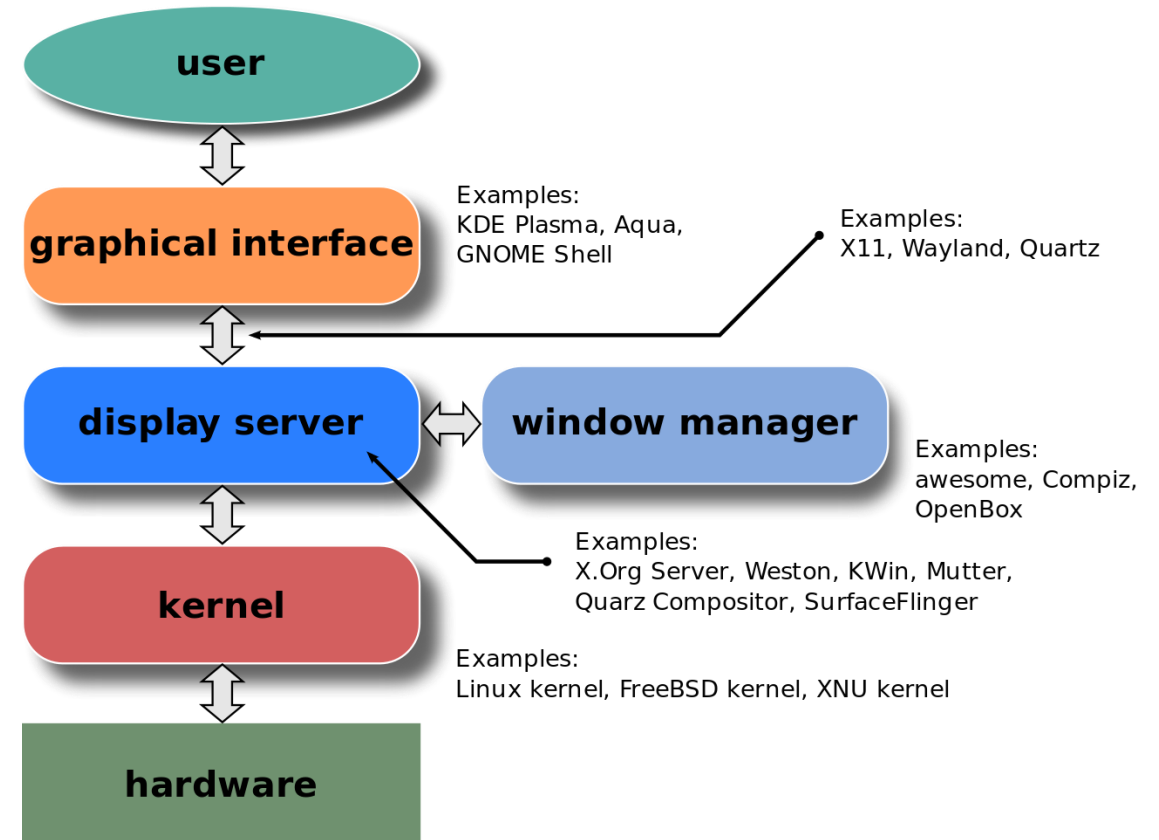 user
graphical interface
Examples:
KDE Plasma, Aqua,
GNOME Shell
Examples:
X11, Wayland, Quartz
display server
window manager
Examples:
awesome, Compiz,
OpenBox
Examples:
X.Org Server, Weston, KWin, Mutter,
Quarz Compositor, SurfaceFlinger
kernel
Examples:
Linux kernel, FreeBSD kernel, XNU kernel
hardware